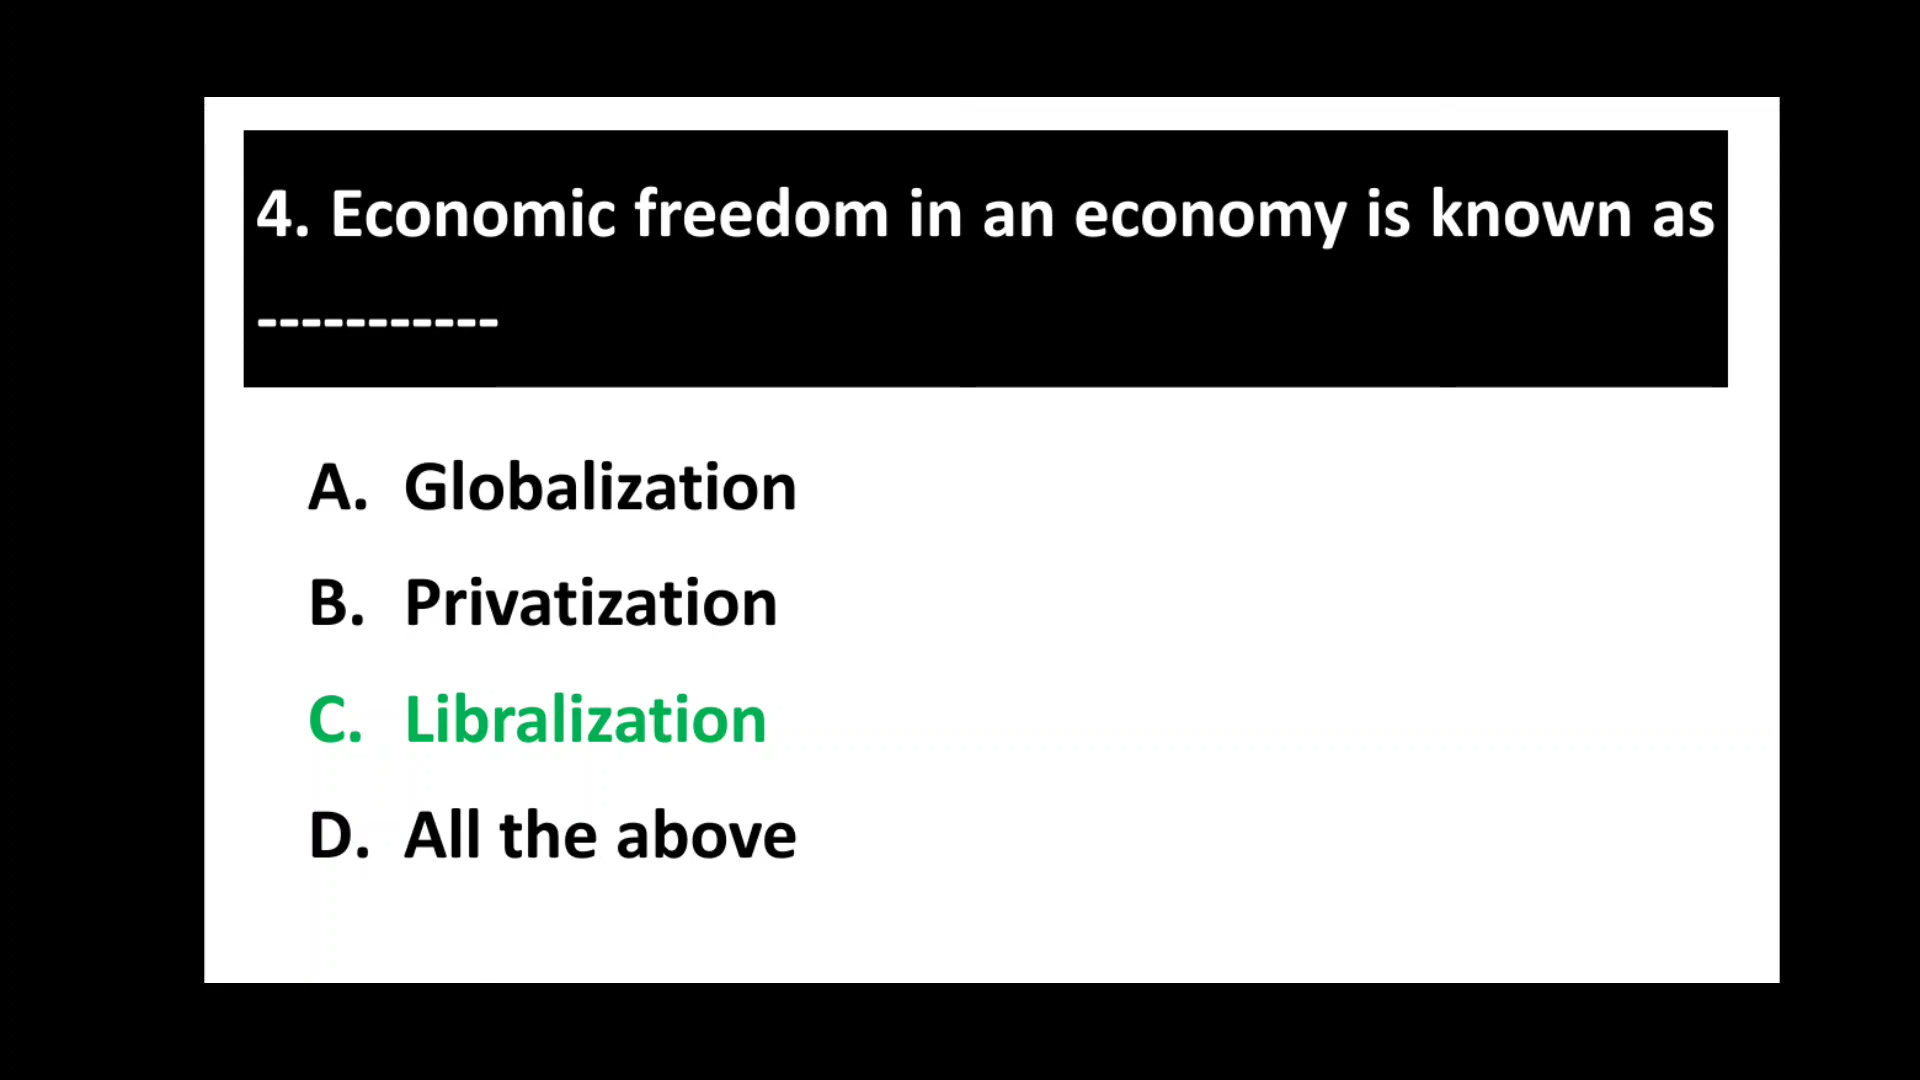 4. Economic freedom in an economy is known as
-----------
A. Globalization
B. Privatization
C. Libralization
D. All the above